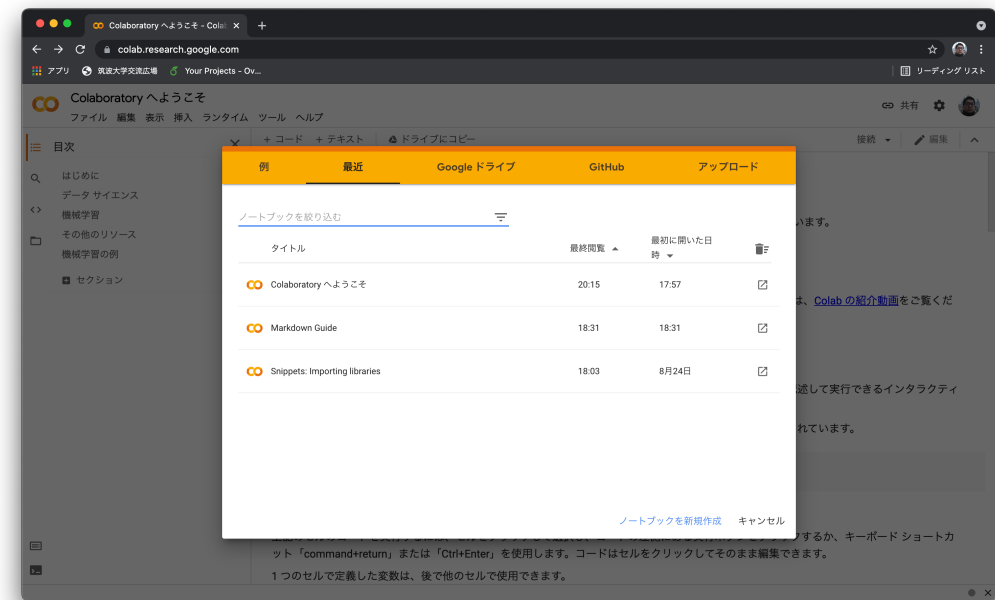 Colaboratory へようこそ - Colab
colab.research.google.com
アプリ 筑波大学交流広場 Your Projects - Ov... リーディング リスト
Colaboratory へようこそ
共有
ファイル 編集 表示 挿入 ランタイム ツール ヘルプ
目次
+ コード + テキスト ドライブにコピー 接続 編集
はじめに
データ サイエンス
機械学習
その他のリソース
機械学習の例
セクション
例 最近 Google ドライブ GitHub アップロード
ノートブックを絞り込む
タイトル 最終閲覧 最初に開いた日時
Colaboratory へようこそ 20:15 17:57
Markdown Guide 18:31 18:31
Snippets: Importing libraries 18:03 8月24日
ノートブックを新規作成 キャンセル
います。
は、Colab の紹介動画をご覧くだ
述して実行できるインタラクティ
れています。
するか、キーボード ショートカ
ット「command+return」または「Ctrl+Enter」を使用します。コードはセルをクリックしてそのまま編集できます。
1 つのセルで定義した変数は、後で他のセルで使用できます。